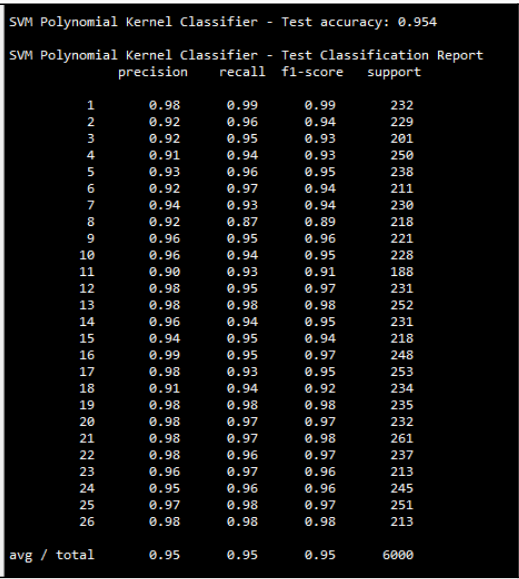 SVM Polynomial Kernel Classifier - Test accuracy: 0.954
SVM Polynomial Kernel Classifier - Test Classification Report
precision recall f1-score support
1 0.98 0.99 0.99 232
2 0.92 0.96 0.94 229
3 0.92 0.95 0.93 201
4 0.91 0.94 0.93 250
5 0.93 0.96 0.95 238
6 0.92 0.97 0.94 211
7 0.94 0.93 0.94 230
8 0.92 0.87 0.89 218
9 0.96 0.95 0.96 221
10 0.96 0.94 0.95 228
11 0.90 0.93 0.91 188
12 0.98 0.95 0.97 231
13 0.98 0.98 0.98 252
14 0.96 0.94 0.95 231
15 0.94 0.95 0.94 218
16 0.99 0.95 0.97 248
17 0.98 0.93 0.95 253
18 0.91 0.94 0.92 234
19 0.98 0.98 0.98 235
20 0.98 0.97 0.97 232
21 0.98 0.97 0.98 261
22 0.98 0.96 0.97 237
23 0.96 0.97 0.96 213
24 0.95 0.96 0.96 245
25 0.97 0.98 0.97 251
26 0.98 0.98 0.98 213
avg / total 0.95 0.95 0.95 6000